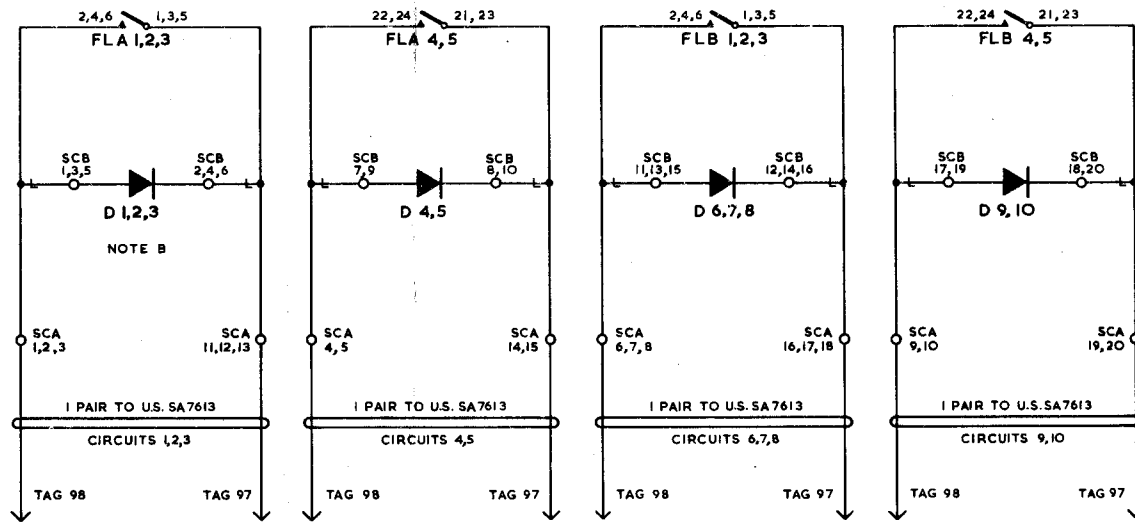 2,4,6 1,3,5
FLA 1,2,3
SCB
1,3,5
SCB
2,4,6
D 1,2,3
NOTE B
SCA
1,2,3
SCA
11,12,13
1 PAIR TO U.S. SA7613
CIRCUITS 1,2,3
TAG 98 TAG 97
22,24 21,23
FLA 4,5
SCB
7,9
SCB
8,10
D 4,5
SCA
4,5
SCA
14,15
1 PAIR TO U.S. SA7613
CIRCUITS 4,5
TAG 98 TAG 97
2,4,6 1,3,5
FLB 1,2,3
SCB
11,13,15
SCB
12,14,16
D 6,7,8
SCA
6,7,8
SCA
16,17,18
1 PAIR TO U.S. SA7613
CIRCUITS 6,7,8
TAG 98 TAG 97
22,24 21,23
FLB 4,5
SCB
17,19
SCB
18,20
D 9,10
SCA
9,10
SCA
19,20
1 PAIR TO U.S. SA7613
CIRCUITS 9,10
TAG 98 TAG 97